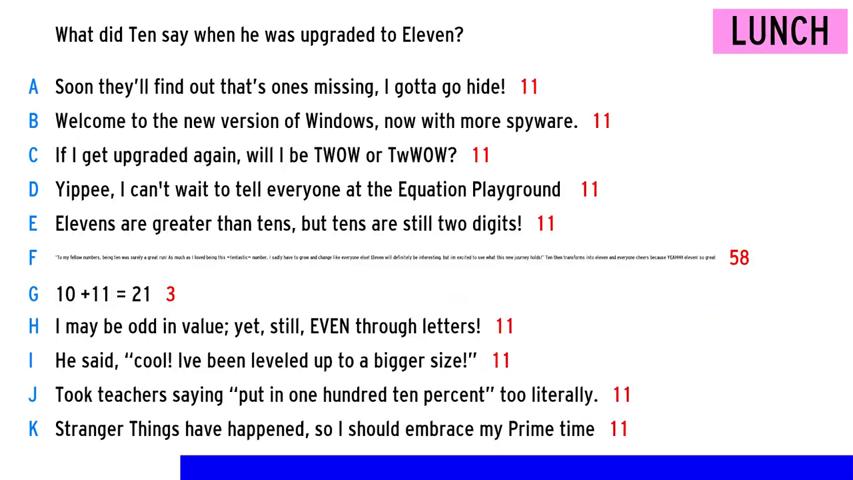 What did Ten say when he was upgraded to Eleven?
LUNCH
A Soon they'll find out that's ones missing, I gotta go hide! 11
B Welcome to the new version of Windows, now with more spyware. 11
C If I get upgraded again, will I be TWOW or TwWOW? 11
D Yippee, I can't wait to tell everyone at the Equation Playground 11
E Elevens are greater than tens, but tens are still two digits! 11
F "To my fellow numbers, being ten was surely a great run! As much as I loved being this *tentastic* number, I sadly have to grow and change like everyone else! Eleven will definitely be interesting, but im excited to see what this new journey holds!" Ten then transforms into eleven and everyone cheers because YEAHHH eleven! so great 58
G 10 +11 = 21 3
H I may be odd in value; yet, still, EVEN through letters! 11
I He said, “cool! Ive been leveled up to a bigger size!” 11
J Took teachers saying “put in one hundred ten percent” too literally. 11
K Stranger Things have happened, so I should embrace my Prime time 11